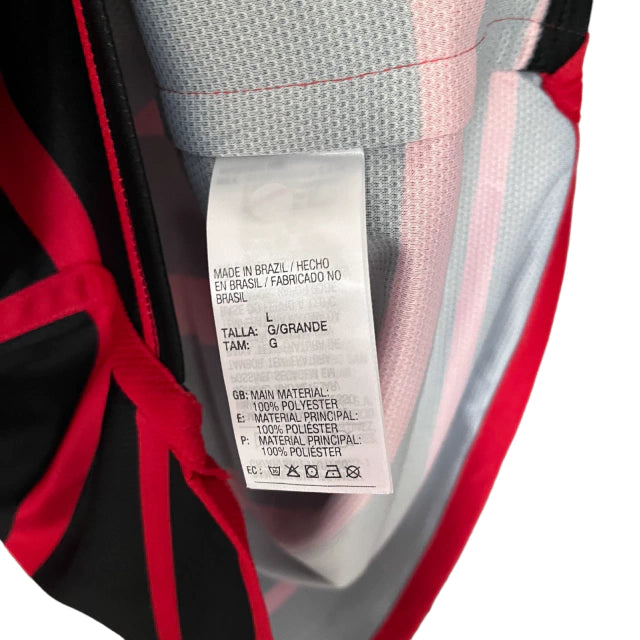 MADE IN BRAZIL / HECHO
EN BRASIL / FABRICADO NO
BRASIL
L
TALLA: G/GRANDE
TAM: G
GB: MAIN MATERIAL:
100% POLYESTER
E: MATERIAL PRINCIPAL:
100% POLIÉSTER
P: MATERIAL PRINCIPAL:
100% POLIÉSTER
EC: